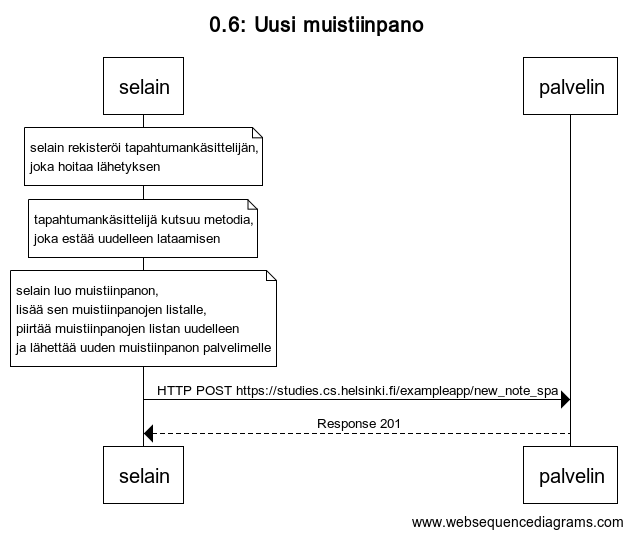 0.6: Uusi muistiinpano
selain
palvelin
selain rekisteröi tapahtumankäsittelijän,
joka hoitaa lähetyksen
tapahtumankäsittelijä kutsuu metodia,
joka estää uudelleen lataamisen
selain luo muistiinpanon,
lisää sen muistiinpanojen listalle,
piirtää muistiinpanojen listan uudelleen
ja lähettää uuden muistiinpanon palvelimelle
HTTP POST https://studies.cs.helsinki.fi/exampleapp/new_note_spa
Response 201
selain
palvelin
www.websequencediagrams.com